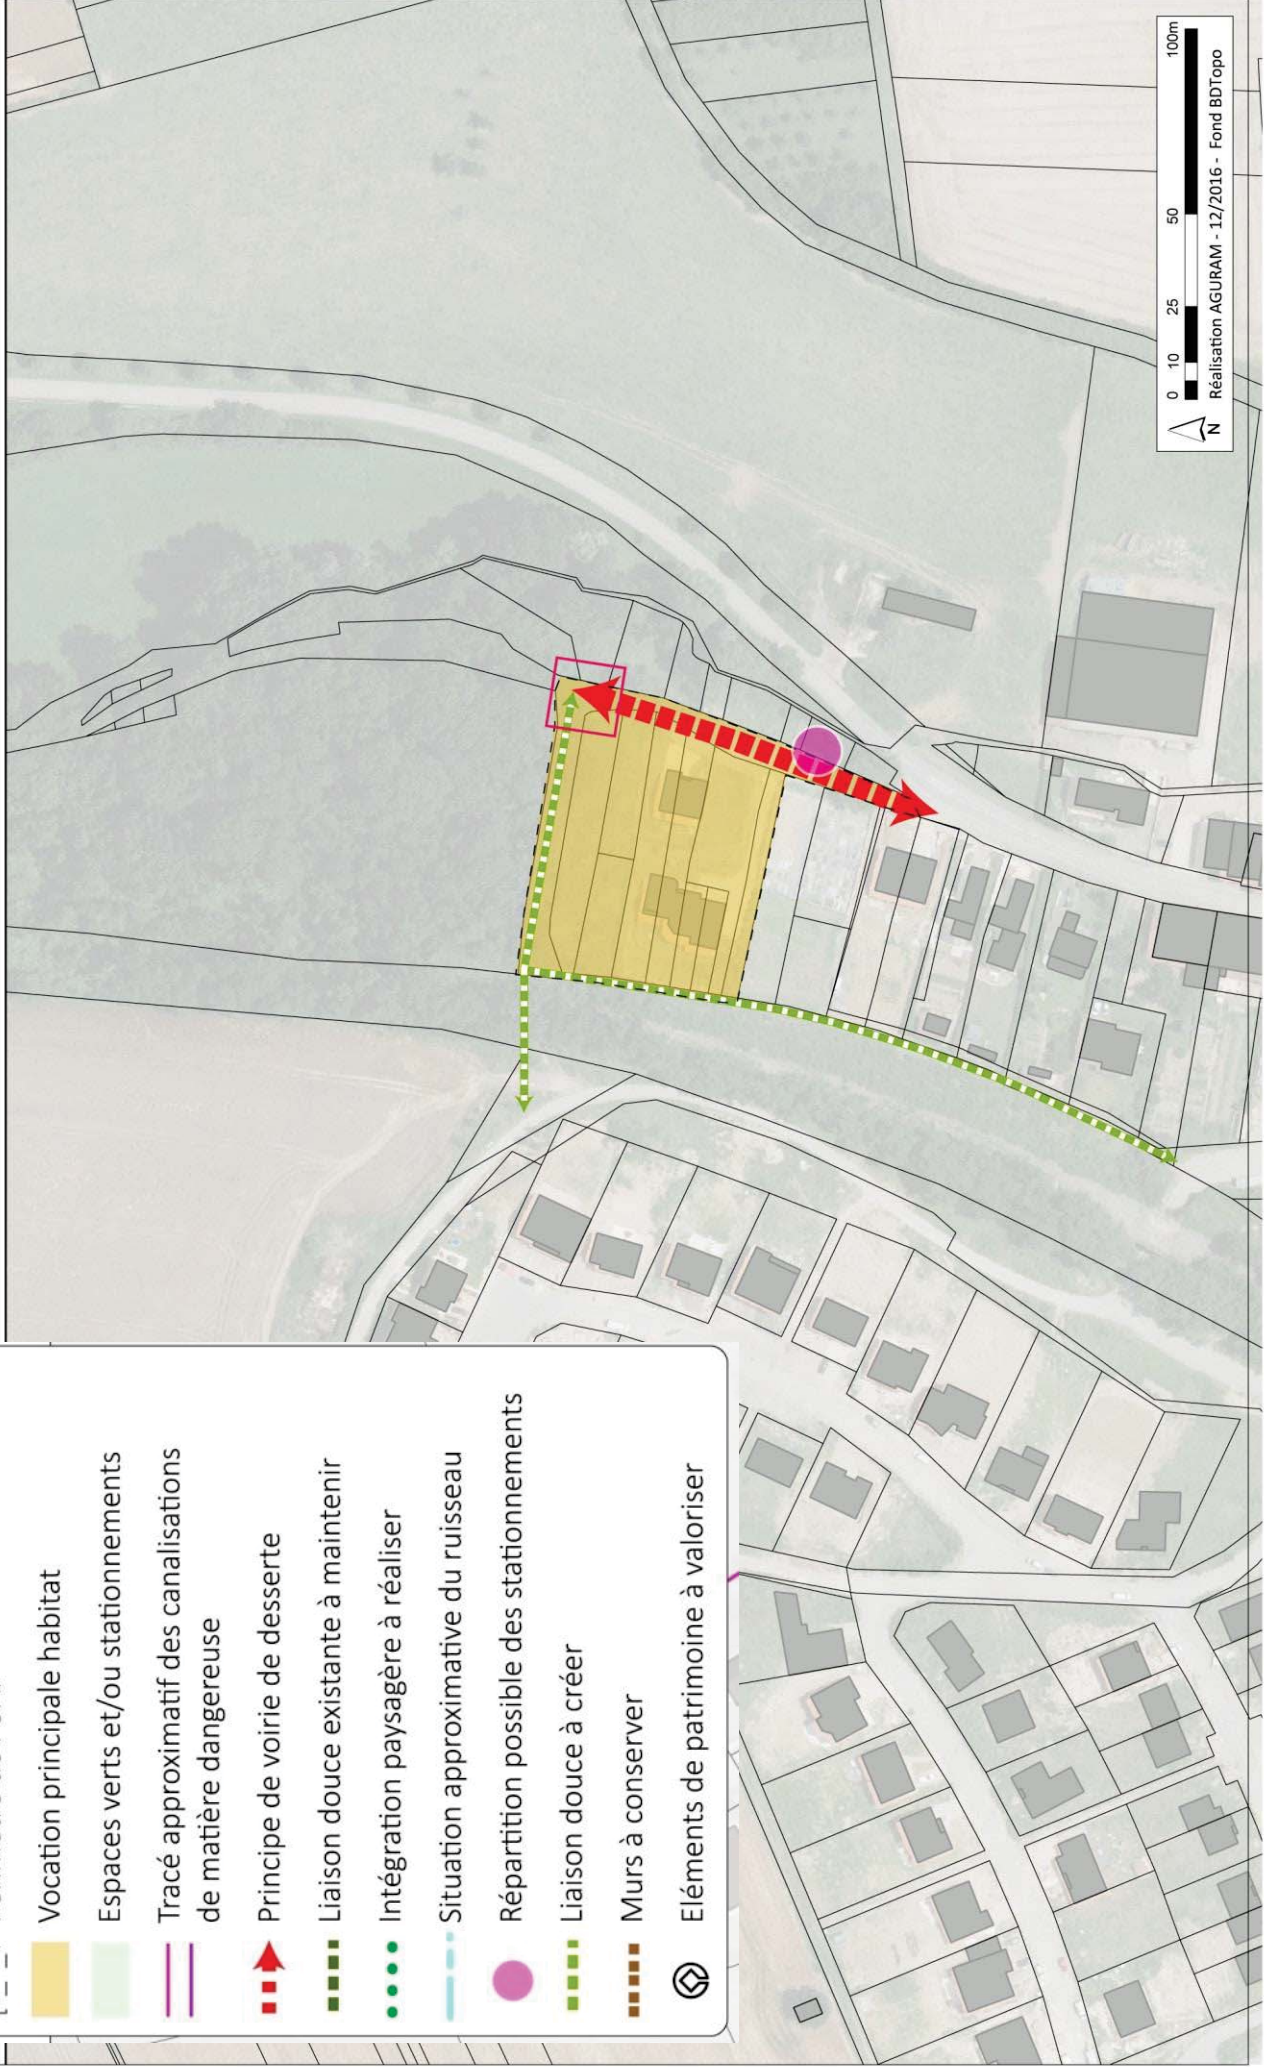 Vocation principale habitat
Espaces verts et/ou stationnements
Tracé approximatif des canalisations
de matière dangereuse
Principe de voirie de desserte
Liaison douce existante à maintenir
Intégration paysagère à réaliser
Situation approximative du ruisseau
Répartition possible des stationnements
Liaison douce à créer
Murs à conserver
Eléments de patrimoine à valoriser
N
0 10 25 50 100m
Réalisation AGURAM - 12/2016 - Fond BDTopo